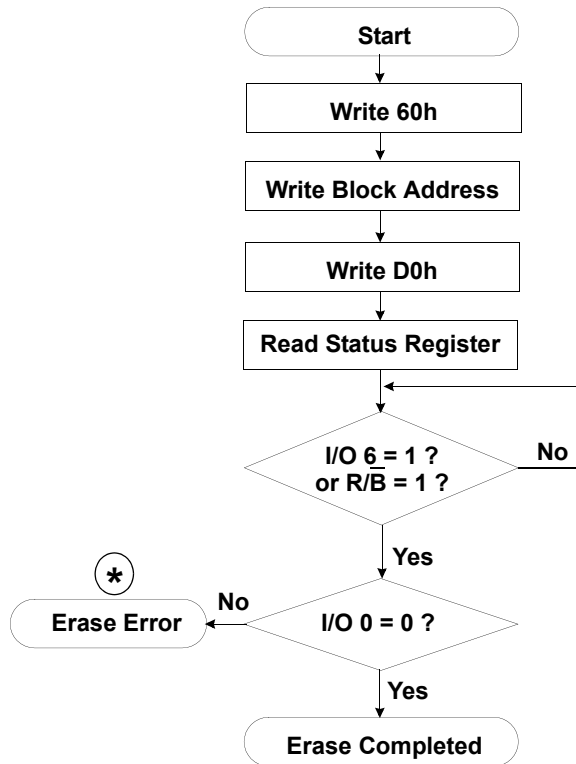 Start
Write 60h
Write Block Address
Write D0h
Read Status Register
I/O 6 = 1 ?
or R/B̅ = 1 ?
No
Yes
*
No
Erase Error
I/O 0 = 0 ?
Yes
Erase Completed